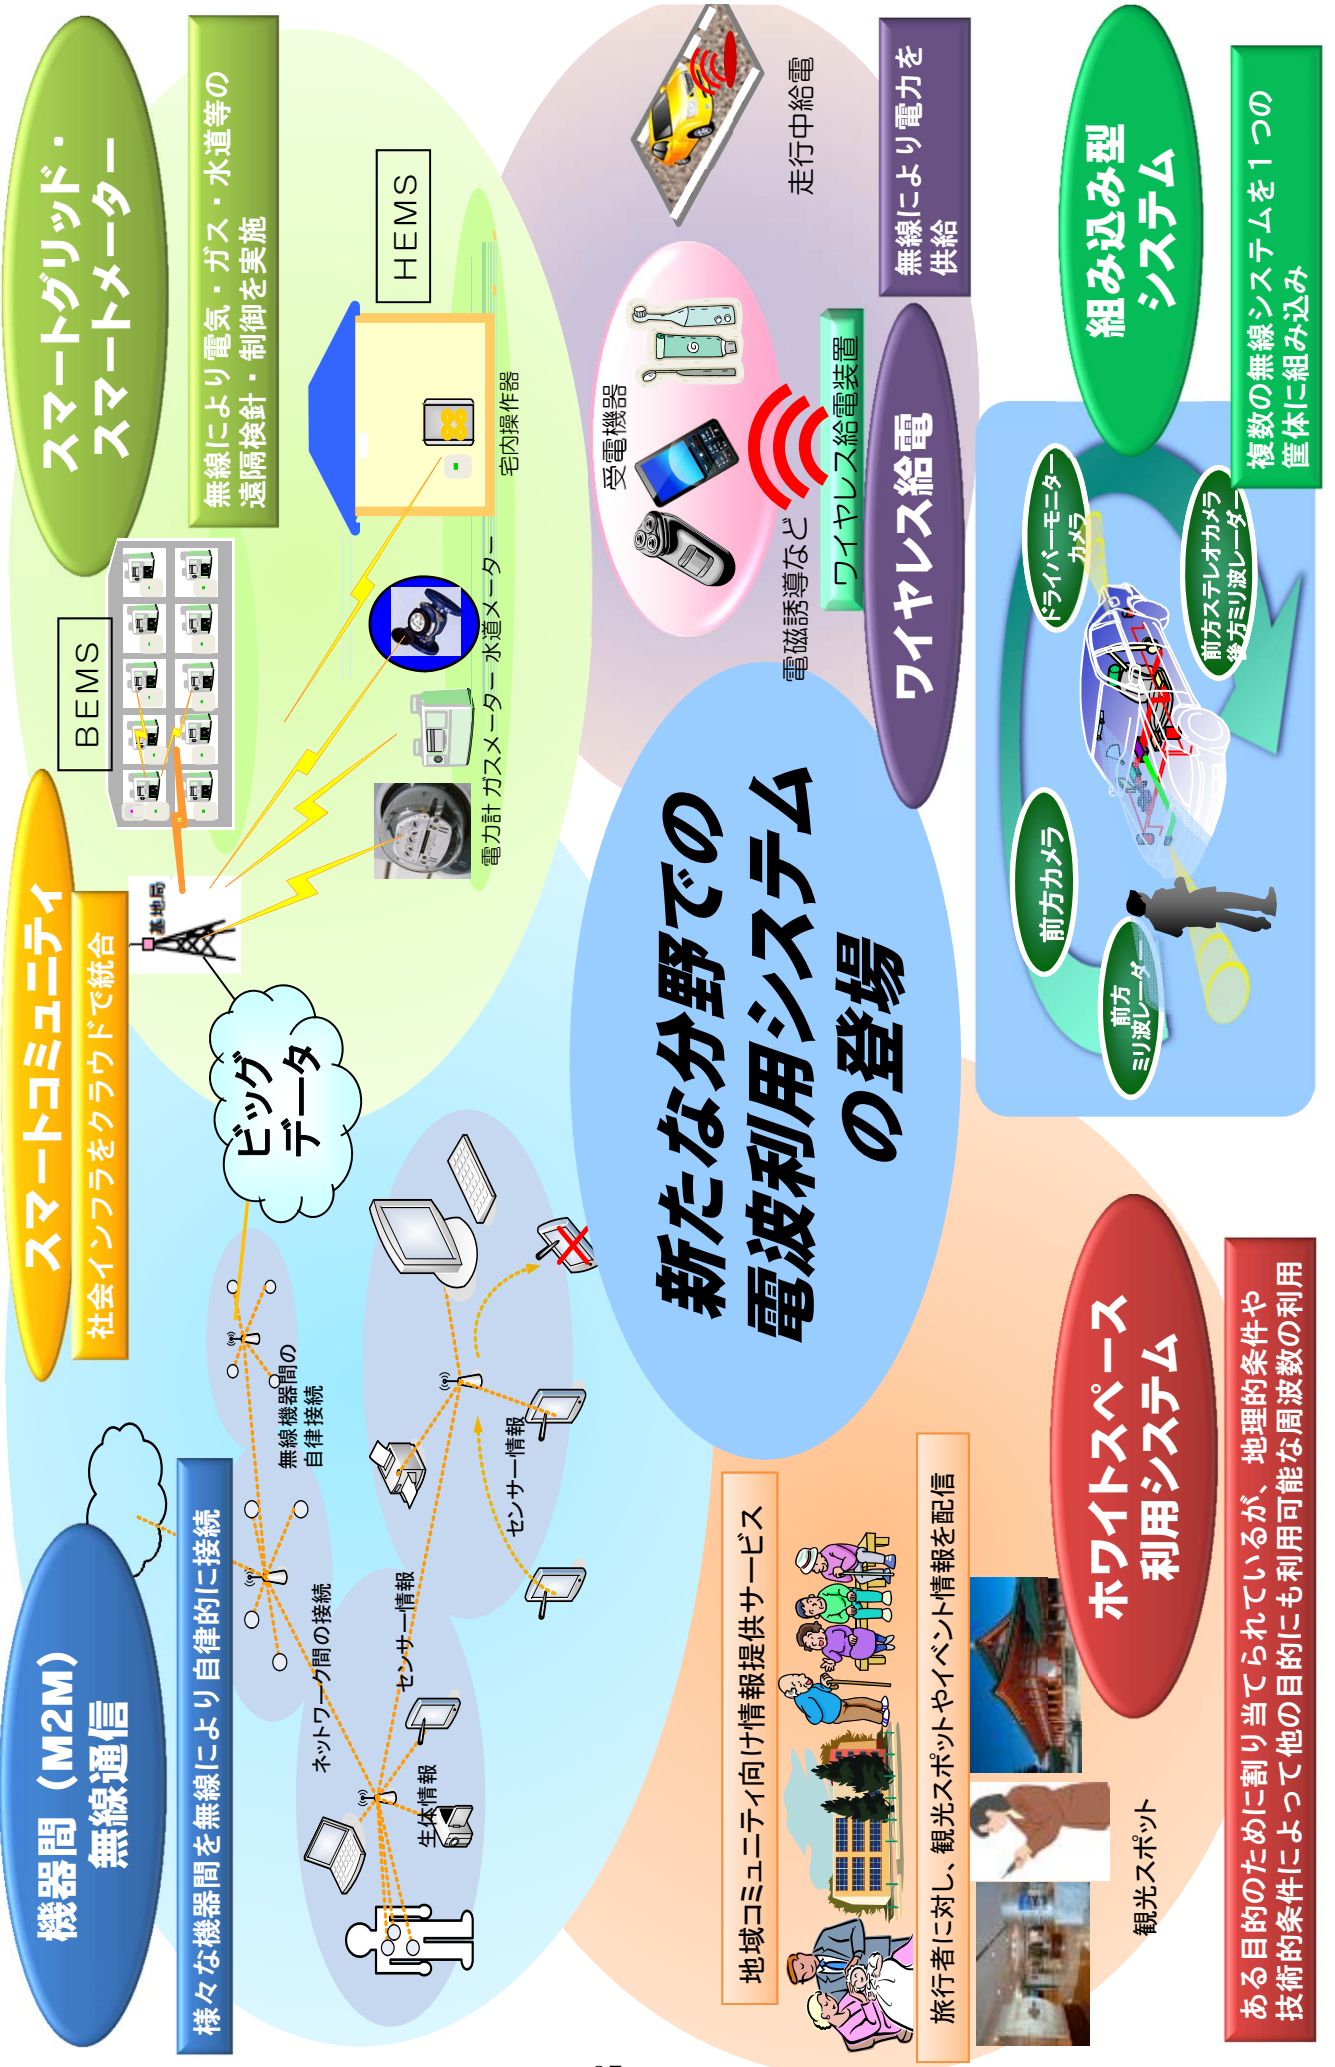 機器間（M2M）
無線通信
様々な機器間を無線により自律的に接続
スマートコミュニティ
社会インフラをクラウドで統合
スマートグリッド・
スマートメーター
無線により電気・ガス・水道等の
遠隔検針・制御を実施
BEMS
HEMS
基地局
ビッグ
データ
無線機器間の
自律接続
ネットワーク間の接続
センサー情報
センサー情報
生体情報
電力計
ガスメーター
水道メーター
宅内操作器
新たな分野での
電波利用システム
の登場
受電機器
電磁誘導など
ワイヤレス給電装置
走行中給電
ワイヤレス給電
無線により電力を
供給
地域コミュニティ向け情報提供サービス
旅行者に対し、観光スポットやイベント情報を配信
観光スポット
ホワイトスペース
利用システム
ある目的のために割り当てられているが、地理的条件や
技術的条件によって他の目的にも利用可能な周波数の利用
前方
ミリ波レーダー
前方カメラ
ドライバーモニター
カメラ
前方ステレオカメラ
後方ミリ波レーダー
組み込み型
システム
複数の無線システムを１つの
筐体に組み込み